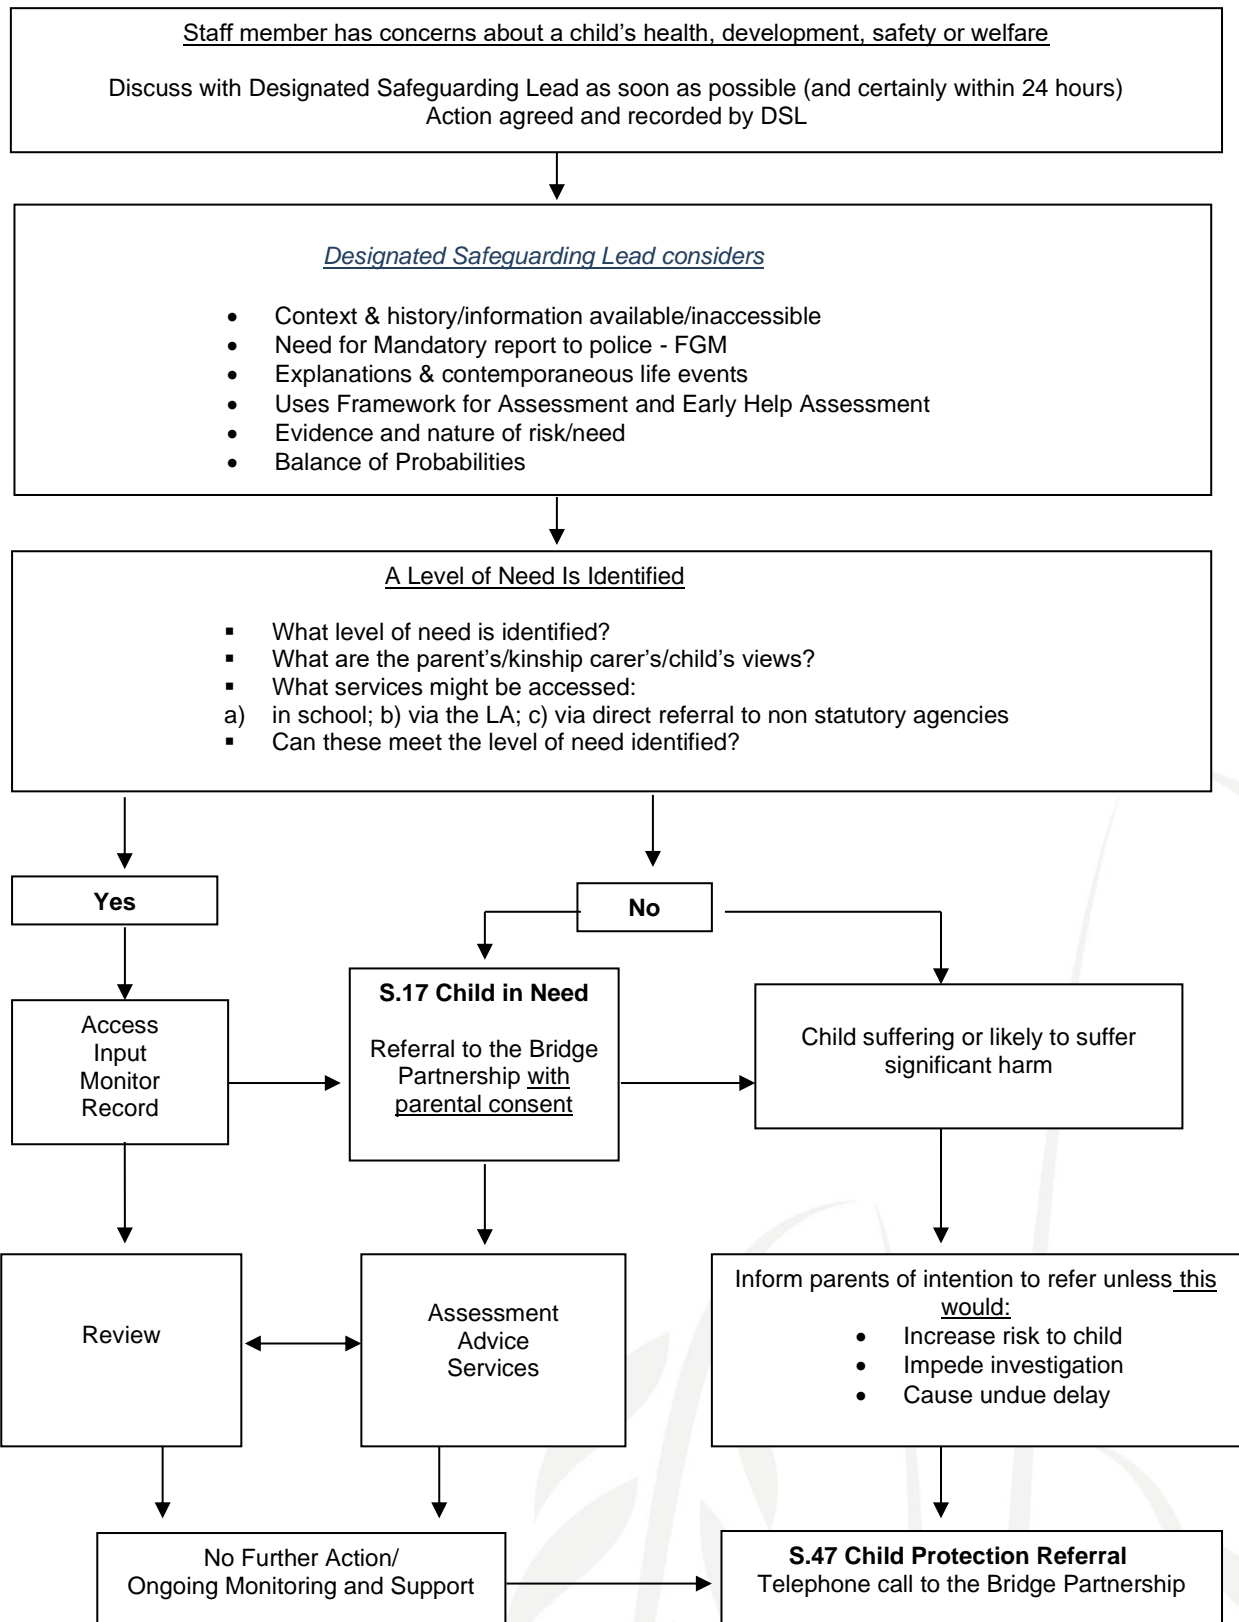 Staff member has concerns about a child’s health, development, safety or welfare
Discuss with Designated Safeguarding Lead as soon as possible (and certainly within 24 hours)
Action agreed and recorded by DSL
Designated Safeguarding Lead considers
• Context & history/information available/inaccessible
• Need for Mandatory report to police - FGM
• Explanations & contemporaneous life events
• Uses Framework for Assessment and Early Help Assessment
• Evidence and nature of risk/need
• Balance of Probabilities
A Level of Need Is Identified
▪ What level of need is identified?
▪ What are the parent’s/kinship carer’s/child’s views?
▪ What services might be accessed:
a) in school; b) via the LA; c) via direct referral to non statutory agencies
▪ Can these meet the level of need identified?
Yes
No
Access
Input
Monitor
Record
S.17 Child in Need
Referral to the Bridge
Partnership with
parental consent
Child suffering or likely to suffer
significant harm
Review
Assessment
Advice
Services
Inform parents of intention to refer unless this
would:
• Increase risk to child
• Impede investigation
• Cause undue delay
No Further Action/
Ongoing Monitoring and Support
S.47 Child Protection Referral
Telephone call to the Bridge Partnership